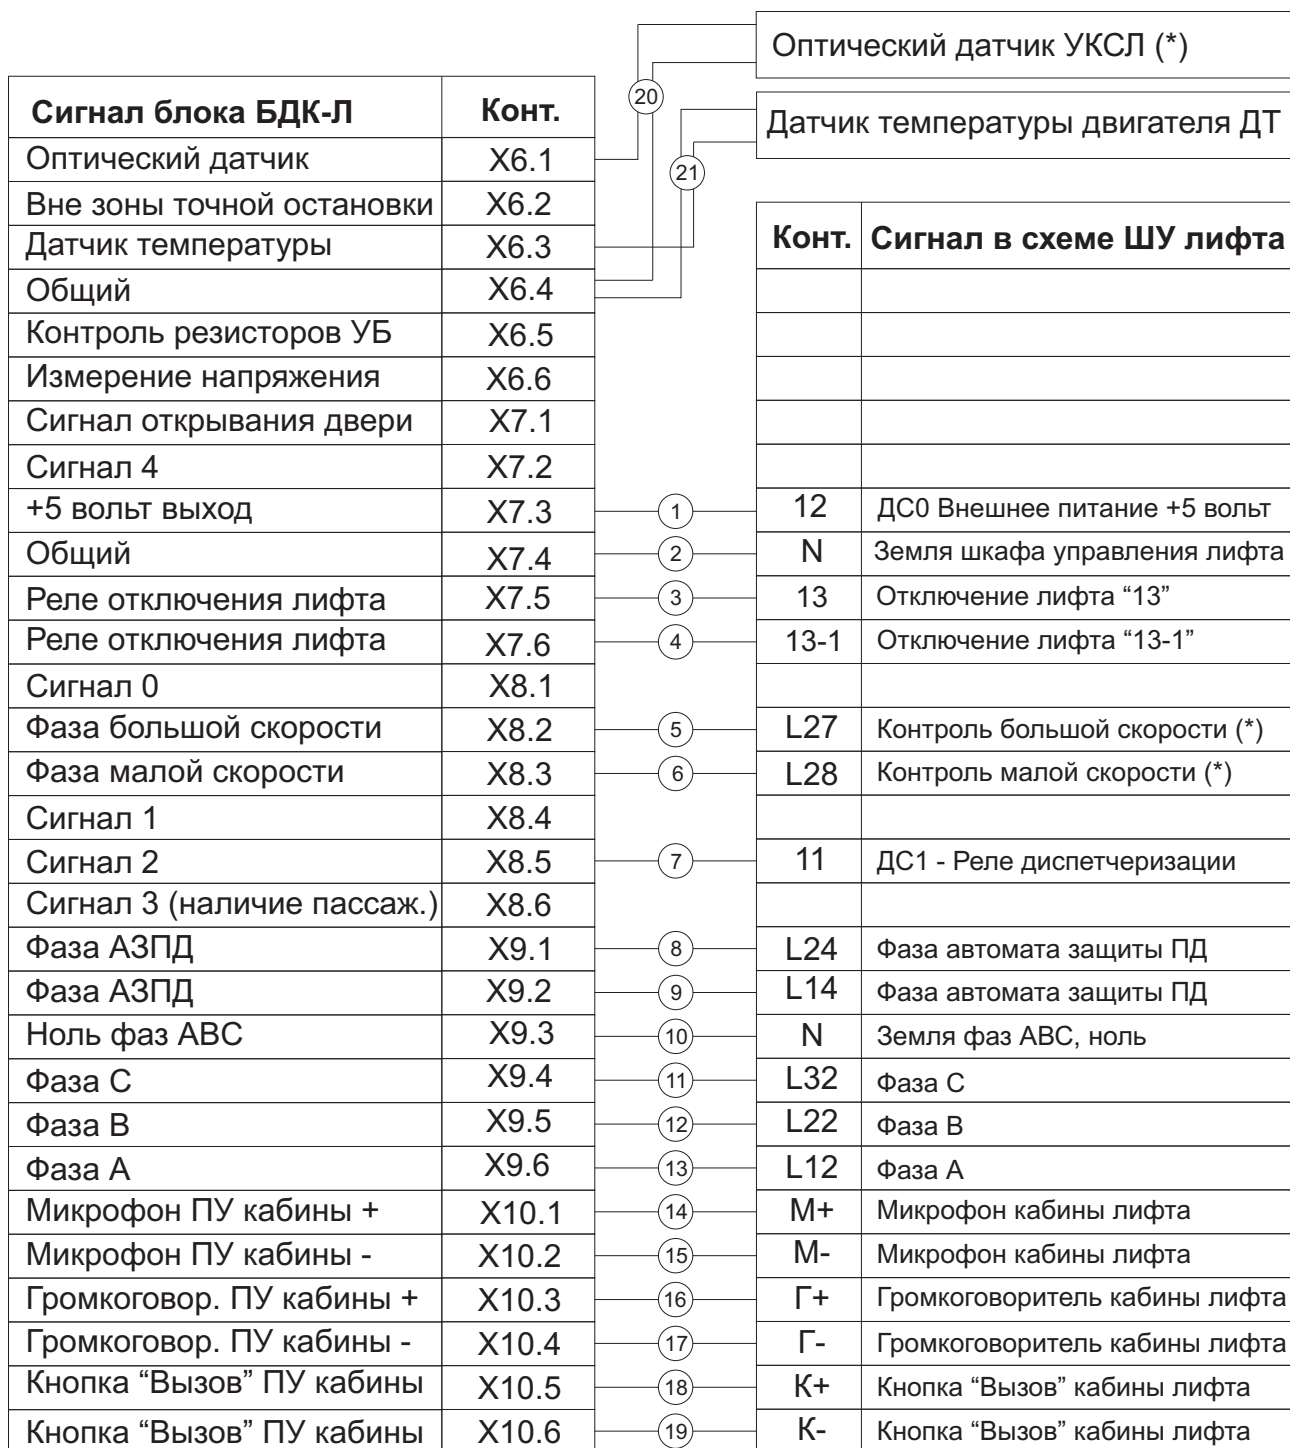 Оптический датчик УКСЛ (*)
20
Датчик температуры двигателя ДТ
21
Сигнал блока БДК-Л Конт.
Оптический датчик X6.1
Вне зоны точной остановки X6.2
Датчик температуры X6.3
Общий X6.4
Контроль резисторов УБ X6.5
Измерение напряжения X6.6
Сигнал открывания двери X7.1
Сигнал 4 X7.2
Конт. Сигнал в схеме ШУ лифта
+5 вольт выход X7.3 1 12 ДС0 Внешнее питание +5 вольт
Общий X7.4 2 N Земля шкафа управления лифта
Реле отключения лифта X7.5 3 13 Отключение лифта “13”
Реле отключения лифта X7.6 4 13-1 Отключение лифта “13-1”
Сигнал 0 X8.1
Фаза большой скорости X8.2 5 L27 Контроль большой скорости (*)
Фаза малой скорости X8.3 6 L28 Контроль малой скорости (*)
Сигнал 1 X8.4
Сигнал 2 X8.5 7 11 ДС1 - Реле диспетчеризации
Сигнал 3 (наличие пассаж.) X8.6
Фаза АЗПД X9.1 8 L24 Фаза автомата защиты ПД
Фаза АЗПД X9.2 9 L14 Фаза автомата защиты ПД
Ноль фаз АВС X9.3 10 N Земля фаз АВС, ноль
Фаза С X9.4 11 L32 Фаза С
Фаза В X9.5 12 L22 Фаза В
Фаза А X9.6 13 L12 Фаза А
Микрофон ПУ кабины + X10.1 14 М+ Микрофон кабины лифта
Микрофон ПУ кабины - X10.2 15 М- Микрофон кабины лифта
Громкоговор. ПУ кабины + X10.3 16 Г+ Громкоговоритель кабины лифта
Громкоговор. ПУ кабины - X10.4 17 Г- Громкоговоритель кабины лифта
Кнопка “Вызов” ПУ кабины X10.5 18 К+ Кнопка “Вызов” кабины лифта
Кнопка “Вызов” ПУ кабины X10.6 19 К- Кнопка “Вызов” кабины лифта